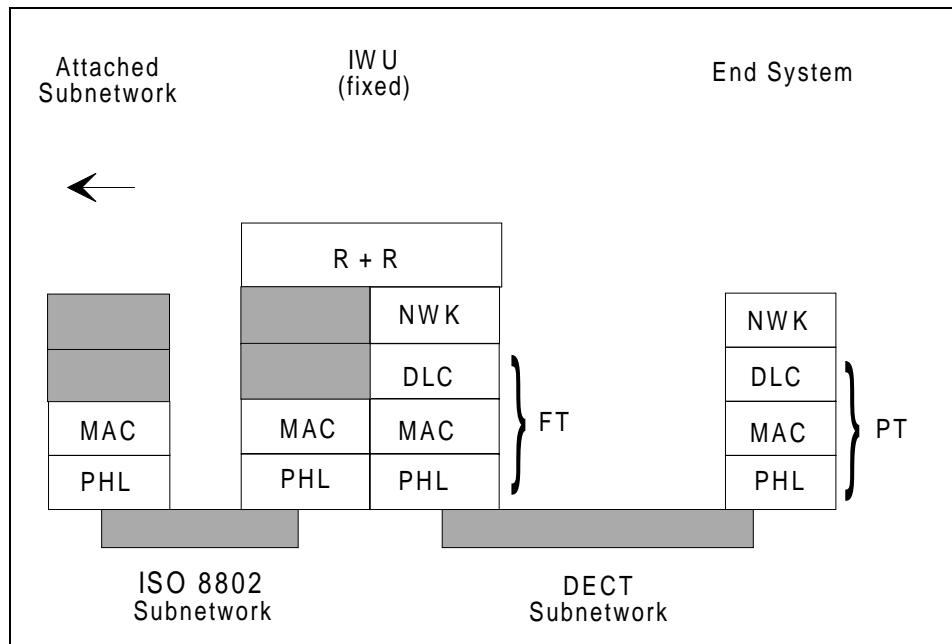 Attached
Subnetwork
IWU
(fixed)
End System
R + R
NWK
NWK
DLC
DLC
FT
PT
MAC
MAC
MAC
MAC
PHL
PHL
PHL
PHL
ISO 8802
Subnetwork
DECT
Subnetwork